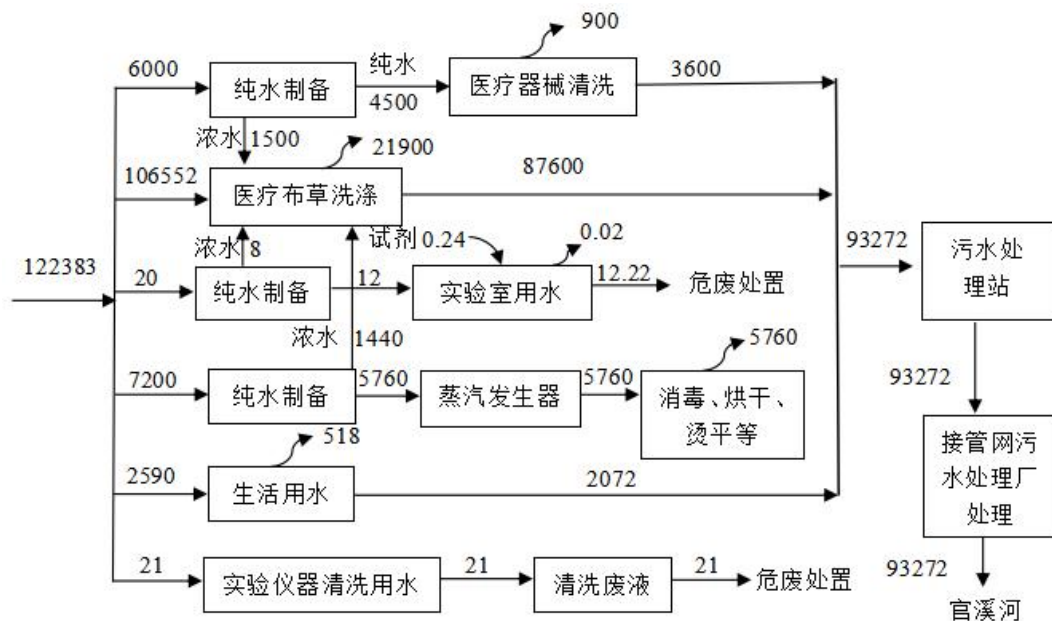 900
6000
纯水制备
纯水
4500
医疗器械清洗
3600
浓水
1500
21900
106552
医疗布草洗涤
87600
浓水
8
试剂
0.24
0.02
122383
20
纯水制备
12
实验室用水
12.22
危废处置
93272
污水处
理站
浓水
1440
5760
7200
纯水制备
5760
蒸汽发生器
5760
消毒、烘干、
烫平等
93272
518
2590
生活用水
2072
接管网污
水处理厂
处理
21
实验仪器清洗用水
21
清洗废液
21
危废处置
93272
官溪河